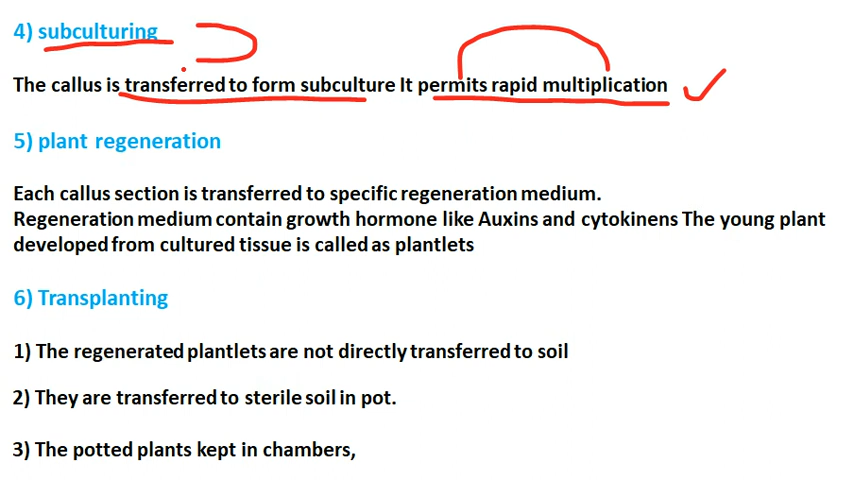 4) subculturing
The callus is transferred to form subculture It permits rapid multiplication
5) plant regeneration
Each callus section is transferred to specific regeneration medium.
Regeneration medium contain growth hormone like Auxins and cytokinens The young plant
developed from cultured tissue is called as plantlets
6) Transplanting
1) The regenerated plantlets are not directly transferred to soil
2) They are transferred to sterile soil in pot.
3) The potted plants kept in chambers,